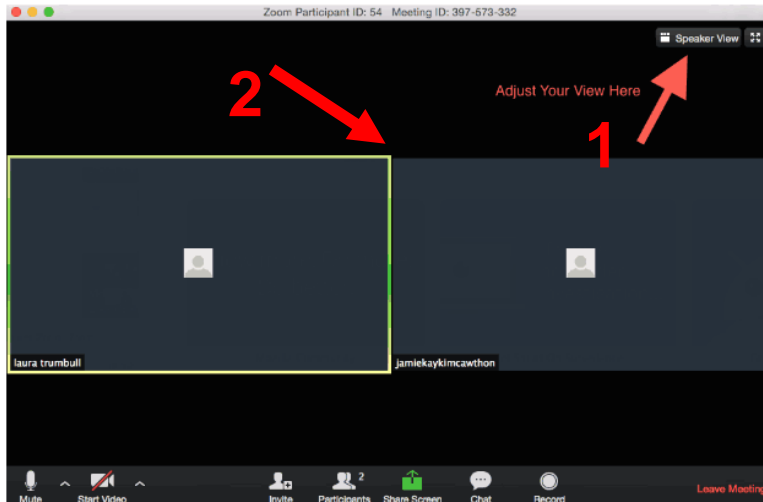 Zoom Participant ID: 54 Meeting ID: 397-573-332
Speaker View
2
Adjust Your View Here
1
laura trumbull
jamiekaykimcawthon
2
Mute
Start Video
Invite
Participants
Share Screen
Chat
Record
Leave Meeting